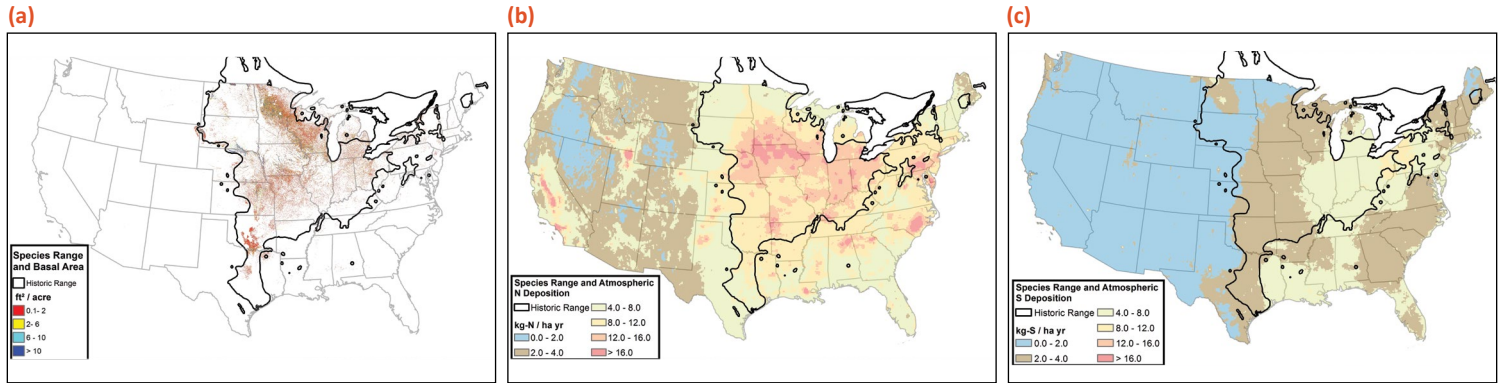 (a)
Species Range
and Basal Area
Historic Range
ft² / acre
0.1- 2
2- 6
6 - 10
> 10
(b)
Species Range and Atmospheric
N Deposition
Historic Range
kg-N / ha yr
0.0 - 2.0
2.0 - 4.0
4.0 - 8.0
8.0 - 12.0
12.0 - 16.0
> 16.0
(c)
Species Range and Atmospheric
S Deposition
Historic Range
kg-S / ha yr
0.0 - 2.0
2.0 - 4.0
4.0 - 8.0
8.0 - 12.0
12.0 - 16.0
> 16.0